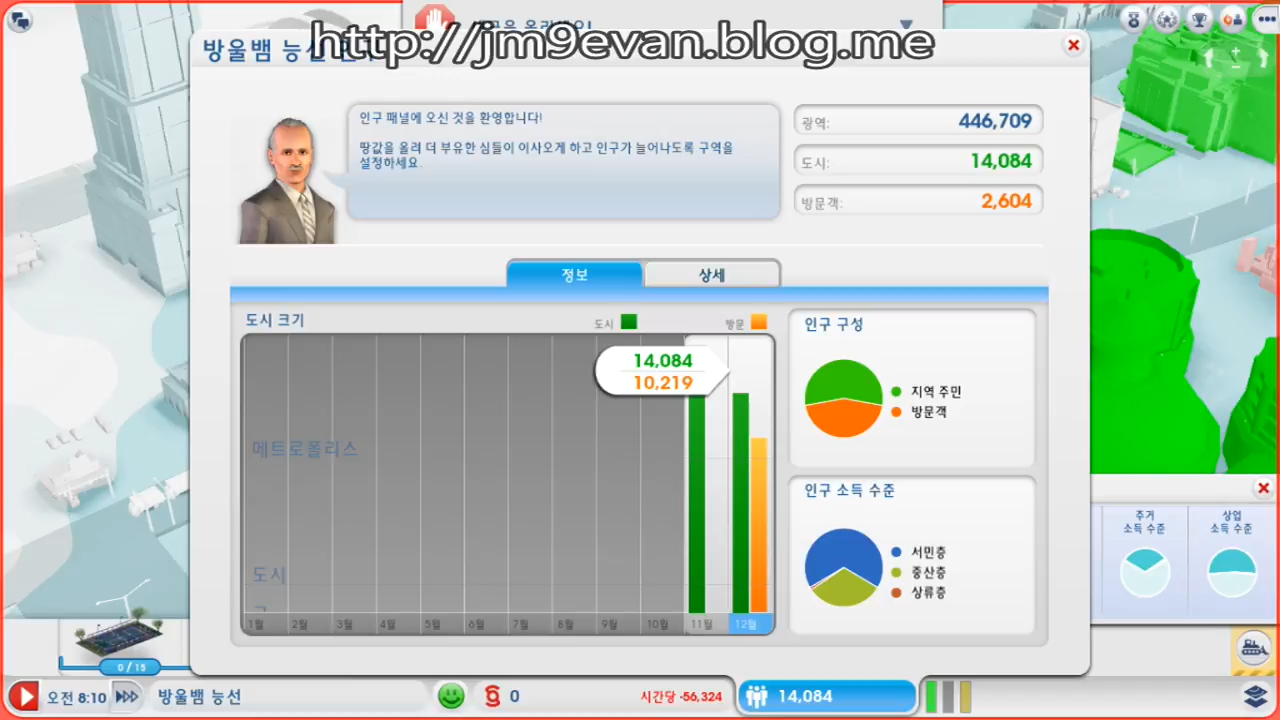 http://jm9evan.blog.me
방울뱀 능선
인구 패널에 오신 것을 환영합니다!
땅값을 올려 더 부유한 심들이 이사오게 하고 인구가 늘어나도록 구역을
설정하세요.
광역: 446,709
도시: 14,084
방문객: 2,604
정보 상세
도시 크기 도시 방문
14,084
10,219
메트로폴리스
도시
1월 2월 3월 4월 5월 6월 7월 8월 9월 10월 11월 12월
인구 구성
지역 주민
방문객
인구 소득 수준
서민층
중산층
상류층
주거 상업
소득 수준 소득 수준
0 / 15
오전 8:10 방울뱀 능선 0 시간당 -56,324 14,084